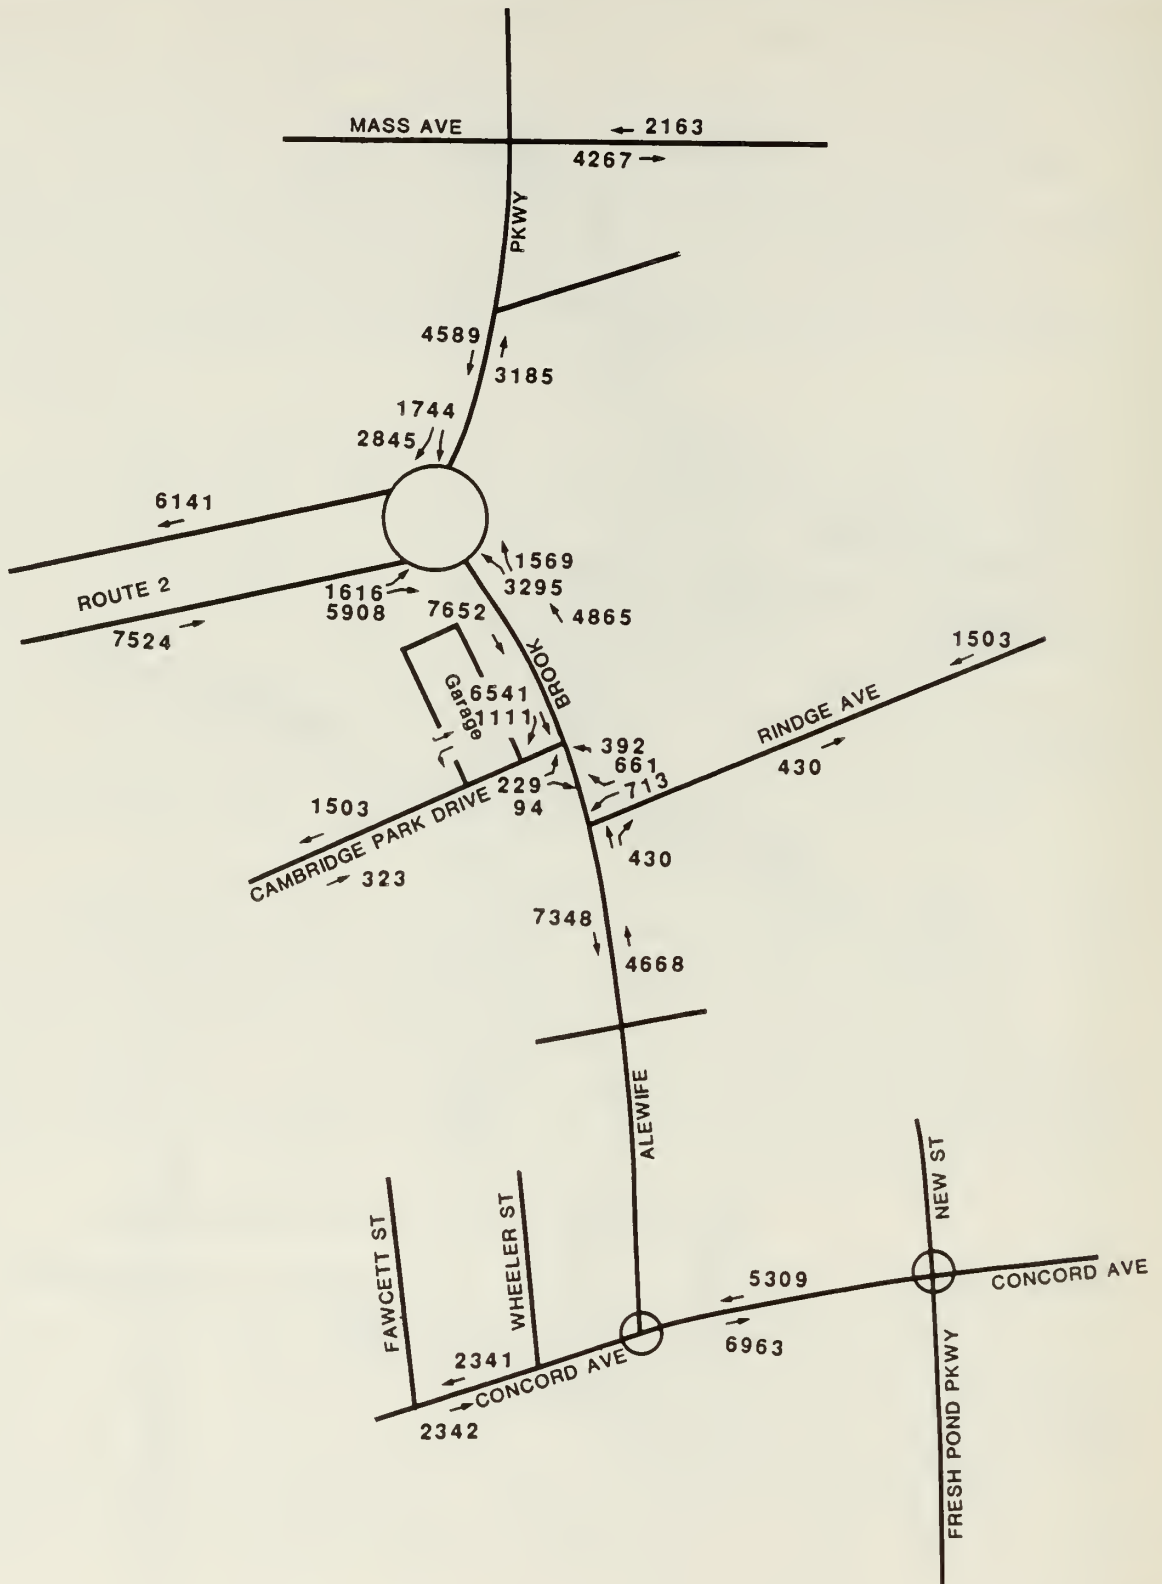 MASS AVE
2163
4267
PKWY
4589
3185
1744
2845
6141
ROUTE 2
7524
1616
5908
1569
3295
4865
7652
BROOK
Garage
6541
1111
1503
RINDGE AVE
430
392
661
713
229
94
1503
CAMBRIDGE PARK DRIVE
323
430
7348
4668
ALEWIFE
NEW ST
FAWCETT ST
WHEELER ST
5309
CONCORD AVE
6963
2341
CONCORD AVE
2342
FRESH POND PKWY